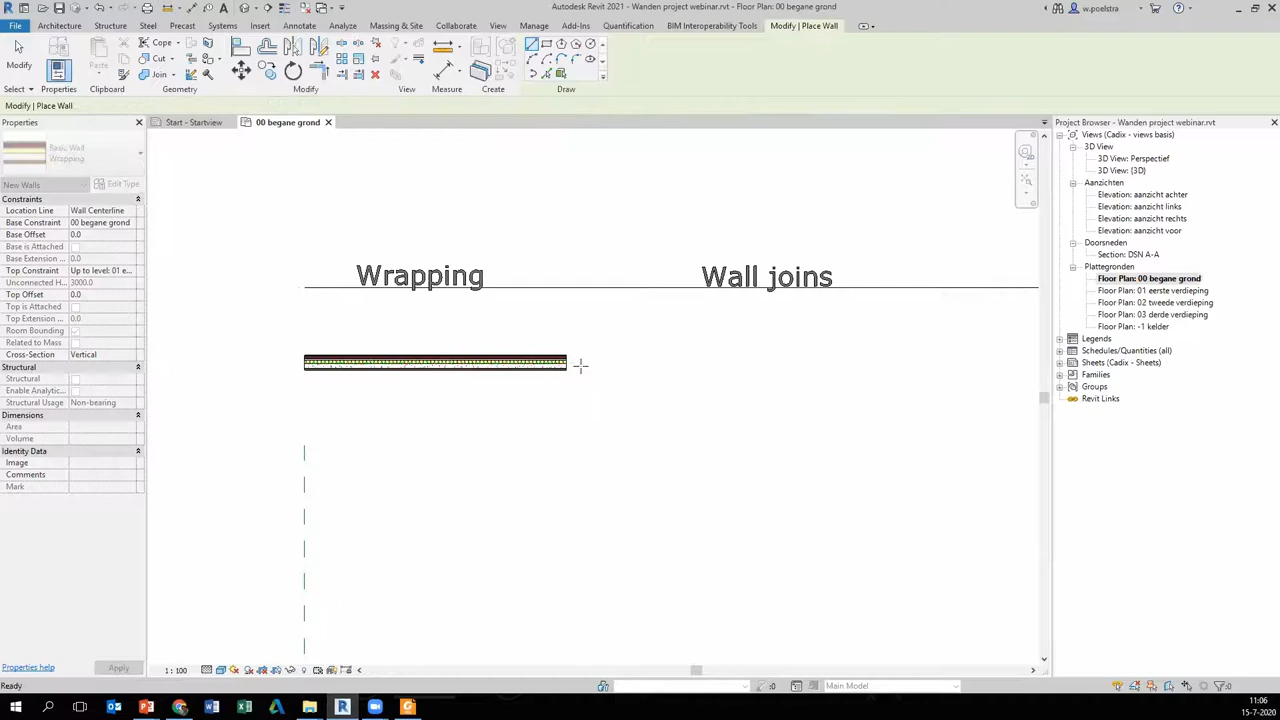 Autodesk Revit 2021 - Wanden project webinar.rvt - Floor Plan: 00 begane grond
w.poelstra
File Architecture Structure Steel Precast Systems Insert Annotate Analyze Massing & Site Collaborate View Manage Add-Ins Quantification BIM Interoperability Tools Modify | Place Wall
Cope
Cut
Join
Modify
Paste
Select Properties Clipboard Geometry Modify View Measure Create Draw
Modify | Place Wall
Properties
Start - Startview
00 begane grond
Project Browser - Wanden project webinar.rvt
Basic Wall
Wrapping
New Walls
Edit Type
Constraints
Location Line Wall Centerline
Base Constraint 00 begane grond
Base Offset 0.0
Base is Attached
Base Extension ...
Top Constraint Up to level: 01 e...
Unconnected H... 3000.0
Top Offset 0.0
Top is Attached
Top Extension ...
Room Bounding
Related to Mass
Cross-Section Vertical
Structural
Structural
Enable Analytic...
Structural Usage Non-bearing
Dimensions
Area
Volume
Identity Data
Image
Comments
Mark
Properties help
Apply
Wrapping
Wall joins
Views (Cadix - views basis)
3D View
3D View: Perspectief
3D View: {3D}
Aanzichten
Elevation: aanzicht achter
Elevation: aanzicht links
Elevation: aanzicht rechts
Elevation: aanzicht voor
Doorsneden
Section: DSN A-A
Plattegronden
Floor Plan: 00 begane grond
Floor Plan: 01 eerste verdieping
Floor Plan: 02 tweede verdieping
Floor Plan: 03 derde verdieping
Floor Plan: -1 kelder
Legends
Schedules/Quantities (all)
Sheets (Cadix - Sheets)
Families
Groups
Revit Links
1 : 100
Ready
:0
Main Model
:0
11:06
15-7-2020